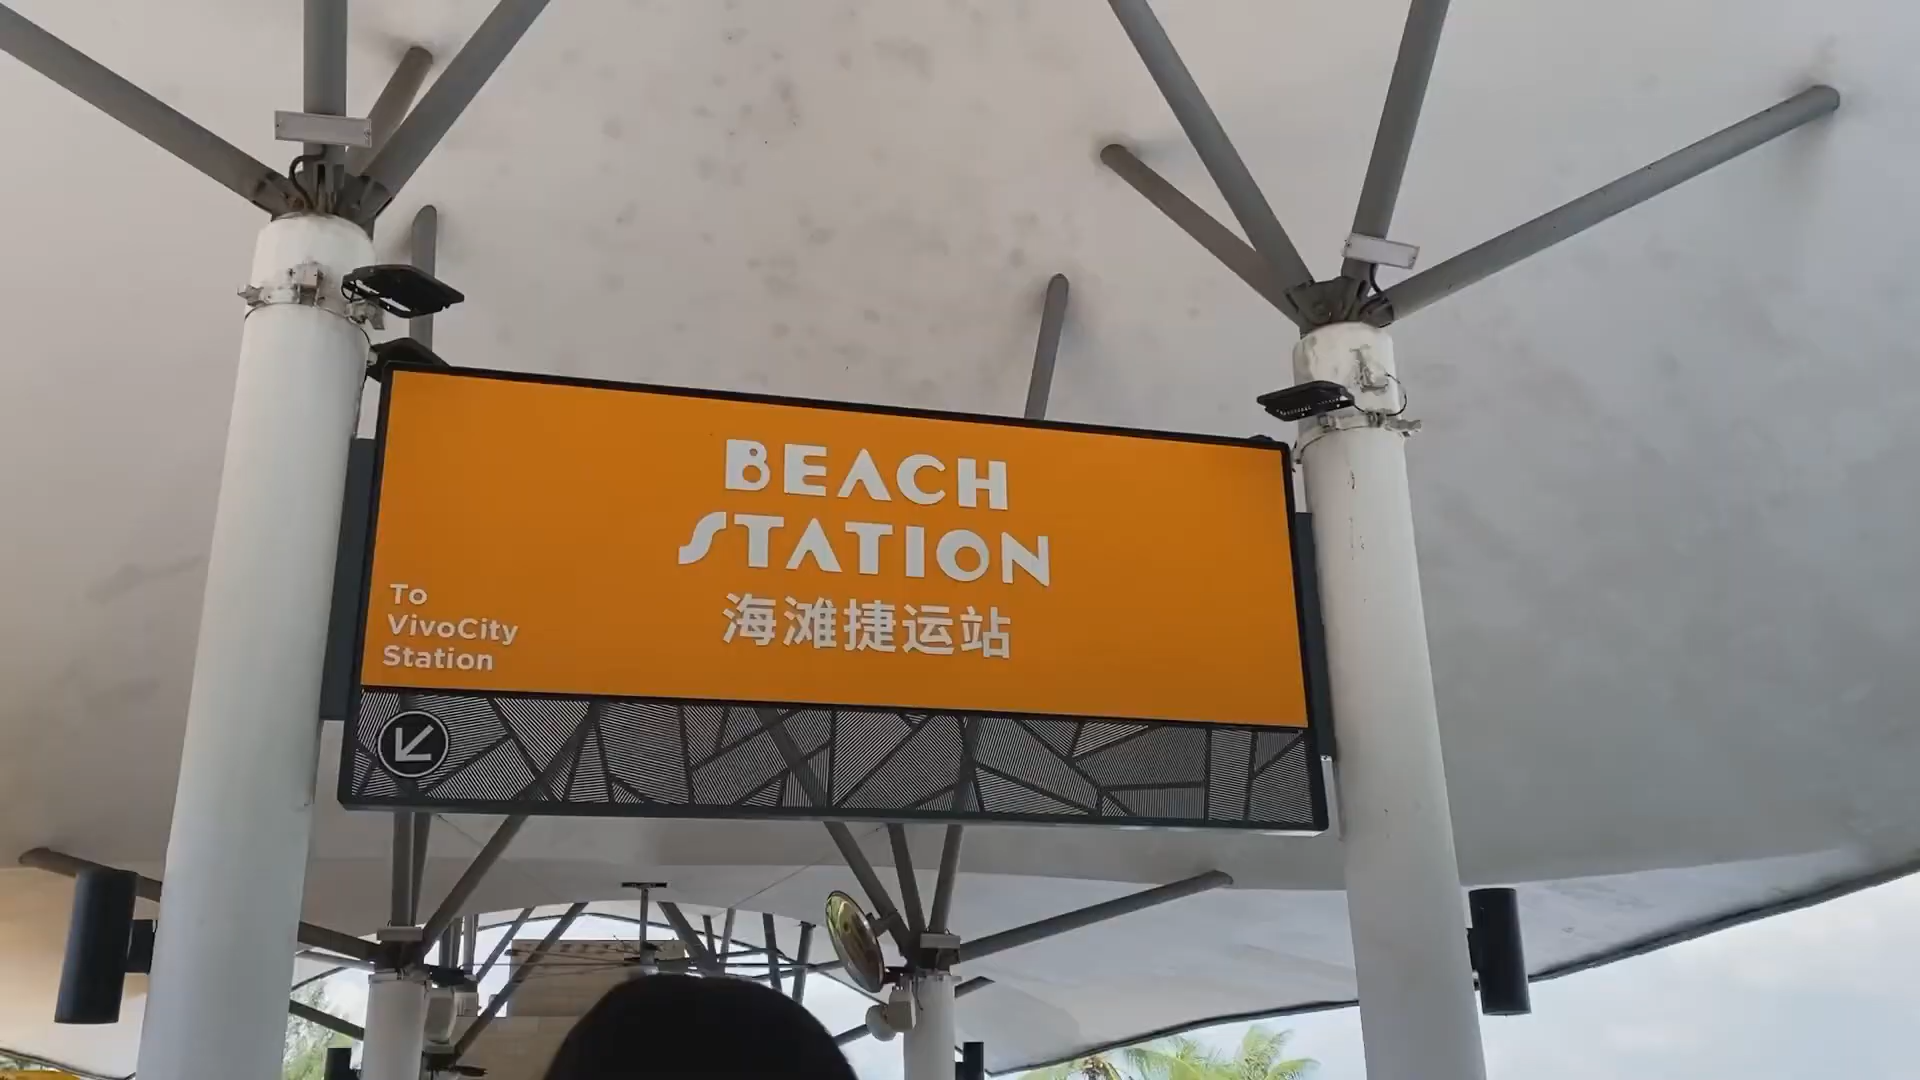 BEACH
STATION
海滩捷运站
To
VivoCity
Station